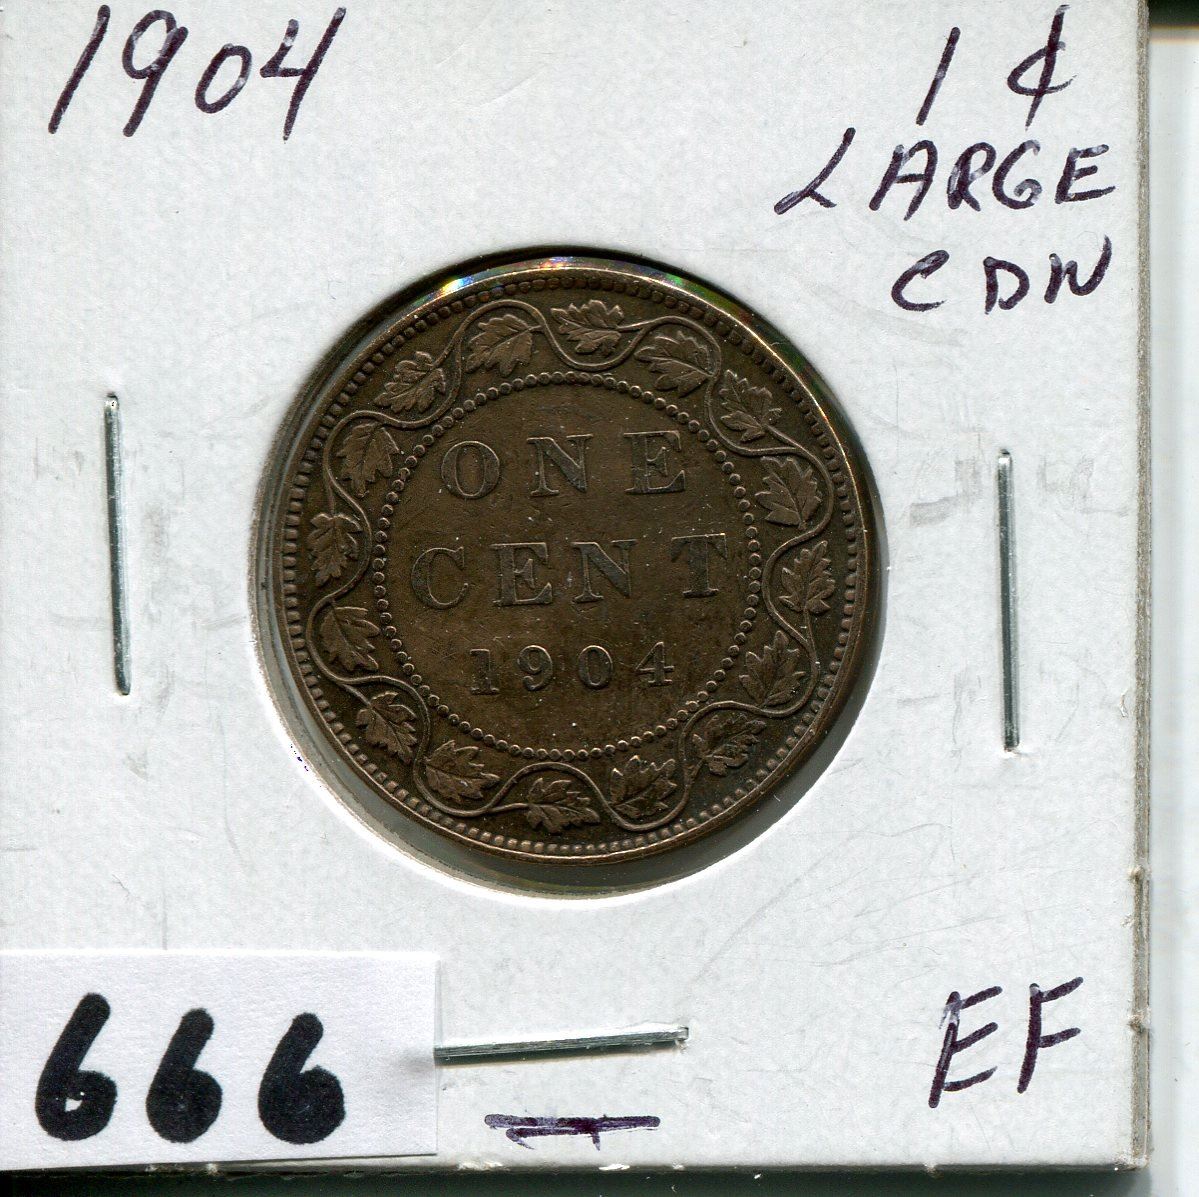 1904
1¢
LARGE
CDN
ONE
CENT
1904
666
EF